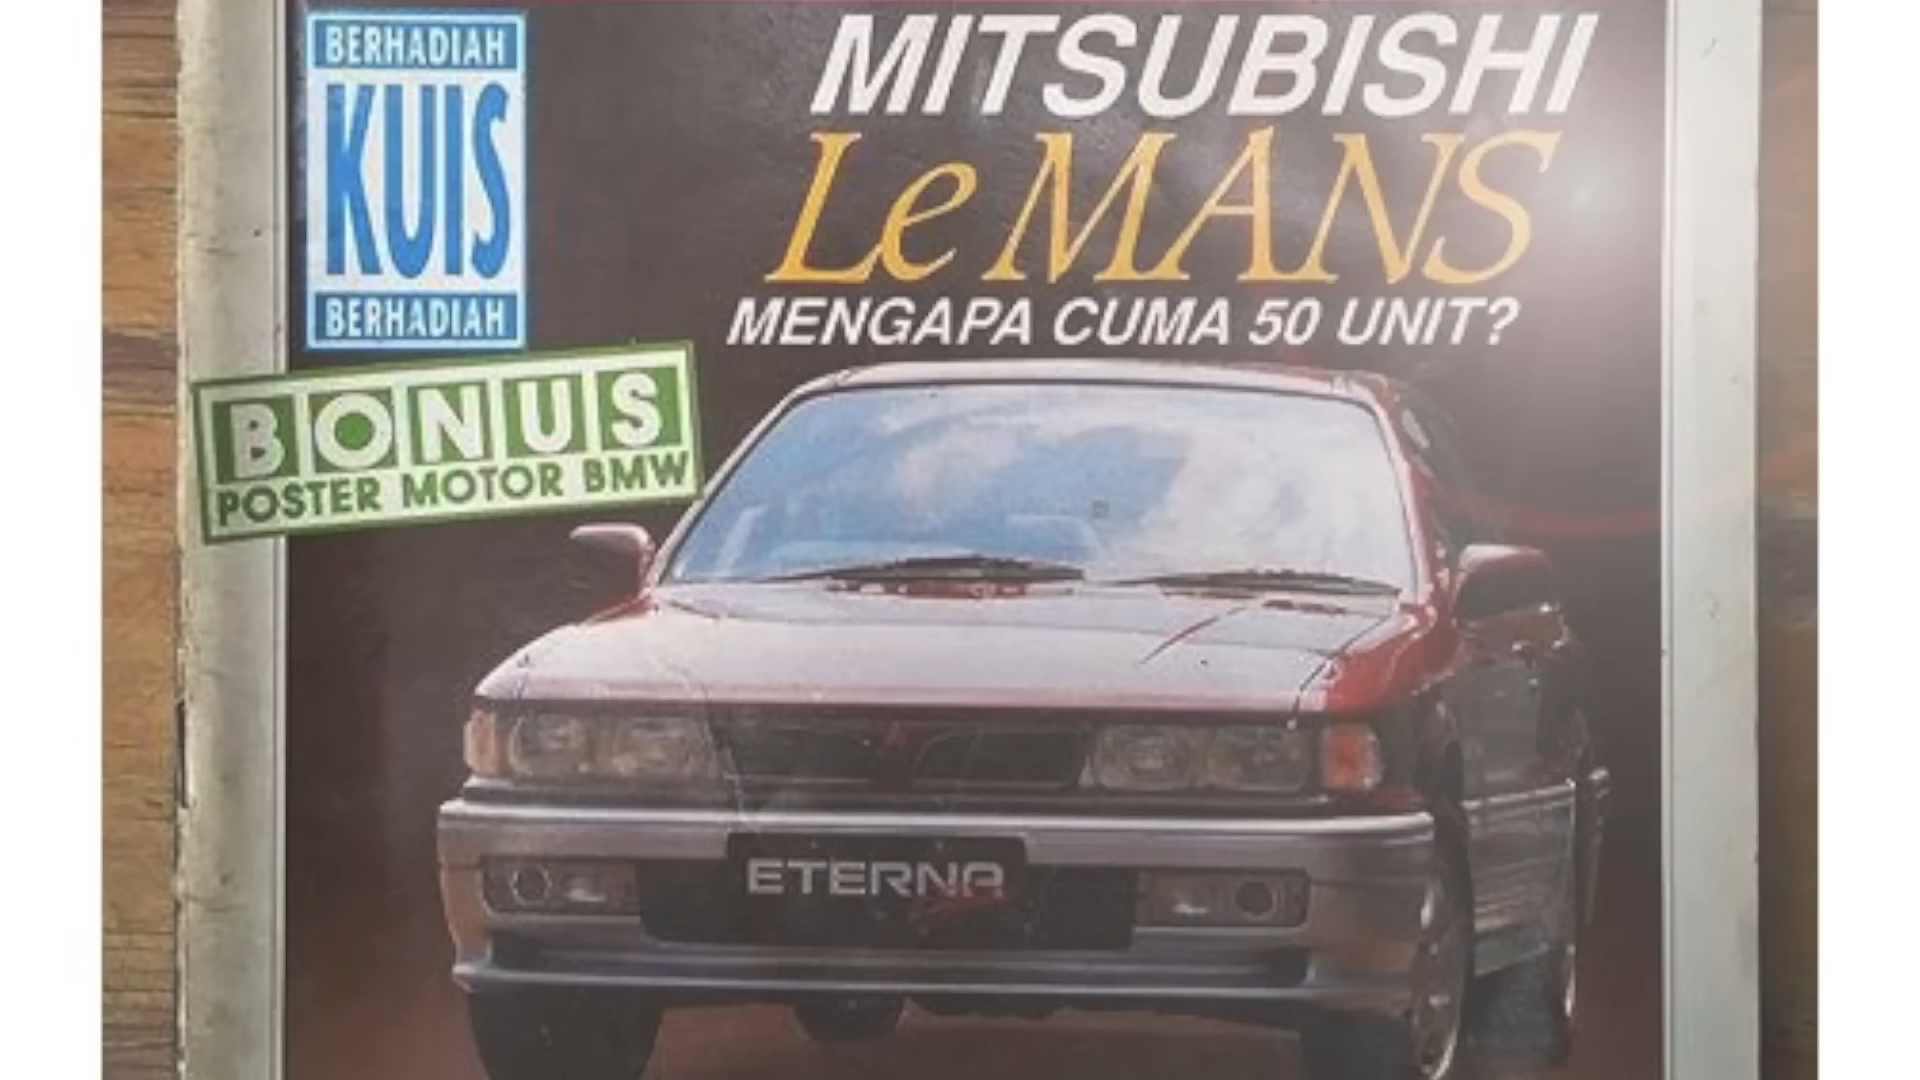 BERHADIAH
KUIS
BERHADIAH
MITSUBISHI
Le MANS
MENGAPA CUMA 50 UNIT?
BONUS
POSTER MOTOR BMW
ETERNA